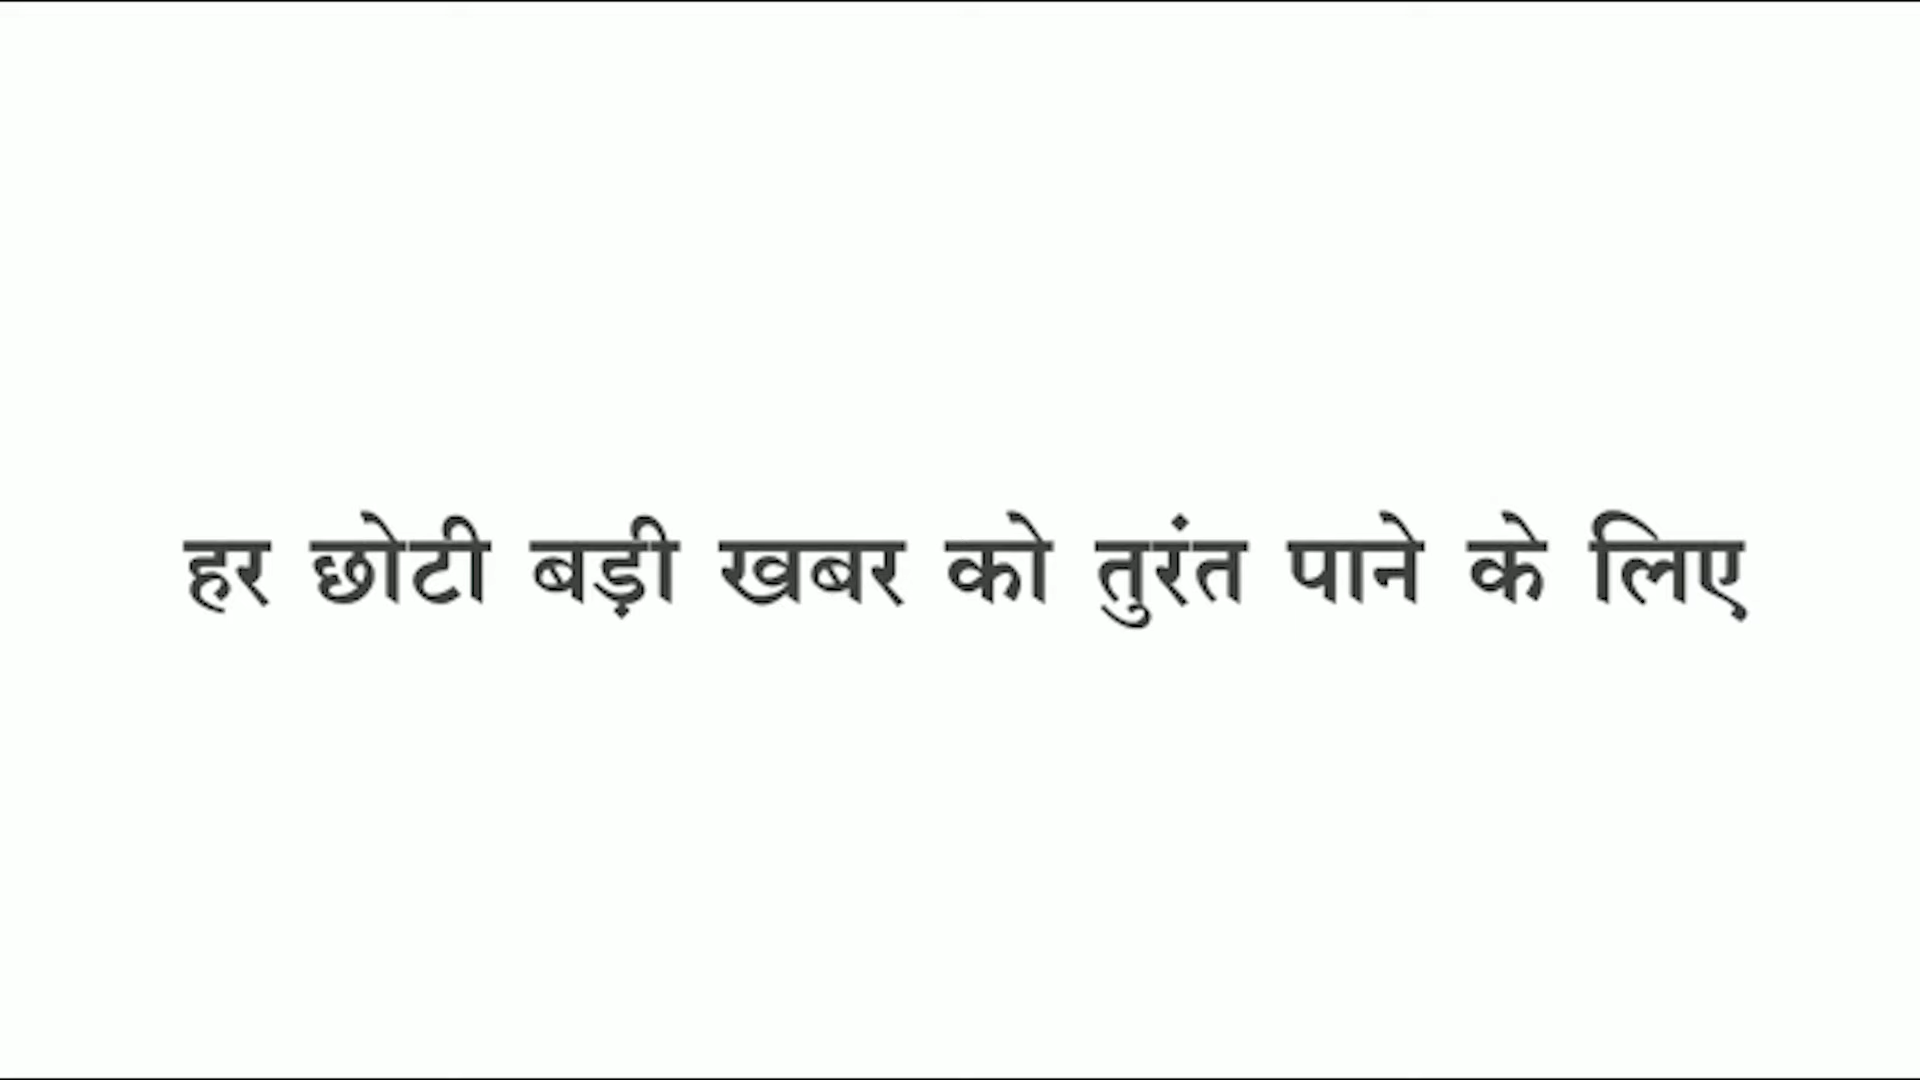 हर छोटी बड़ी खबर को तुरंत पाने के लिए